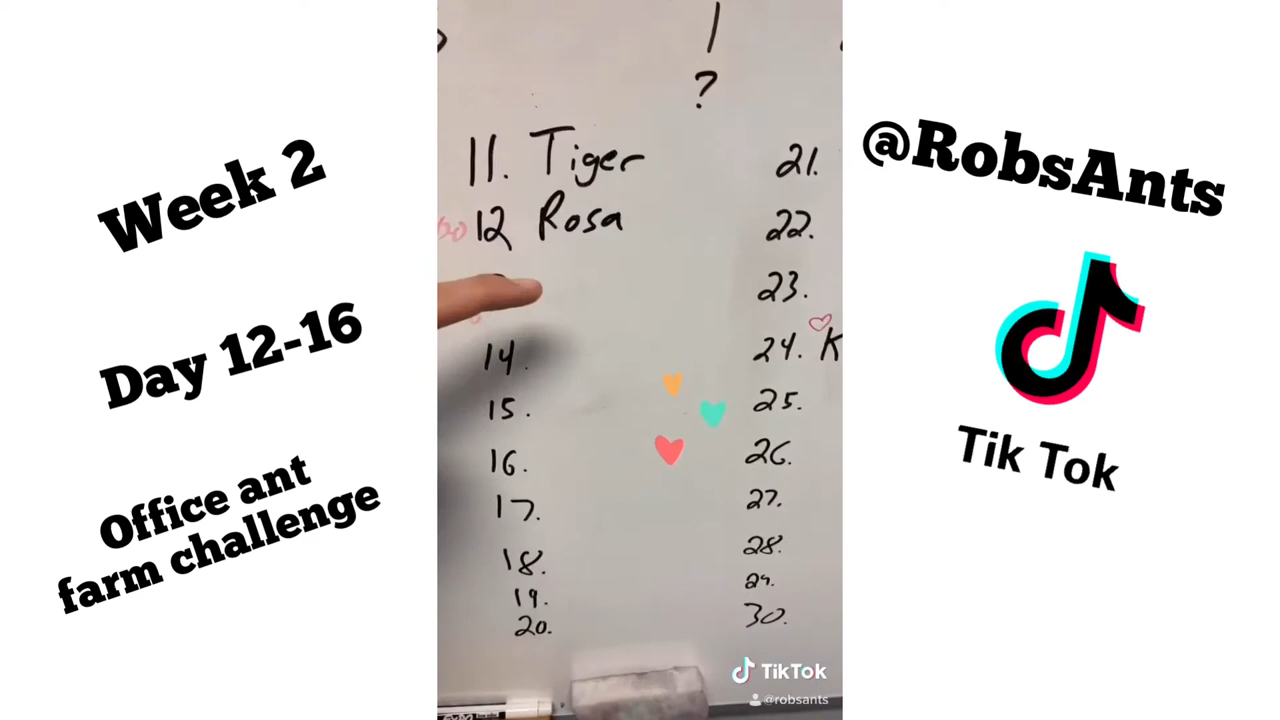 Week 2
Day 12-16
Office ant
farm challenge
1
?
11. Tiger
12 Rosa
14.
15.
16.
17.
18.
19.
20.
21.
22.
23.
24. K
25.
26.
27.
28.
29.
30.
TikTok
@robsants
@RobsAnts
Tik Tok